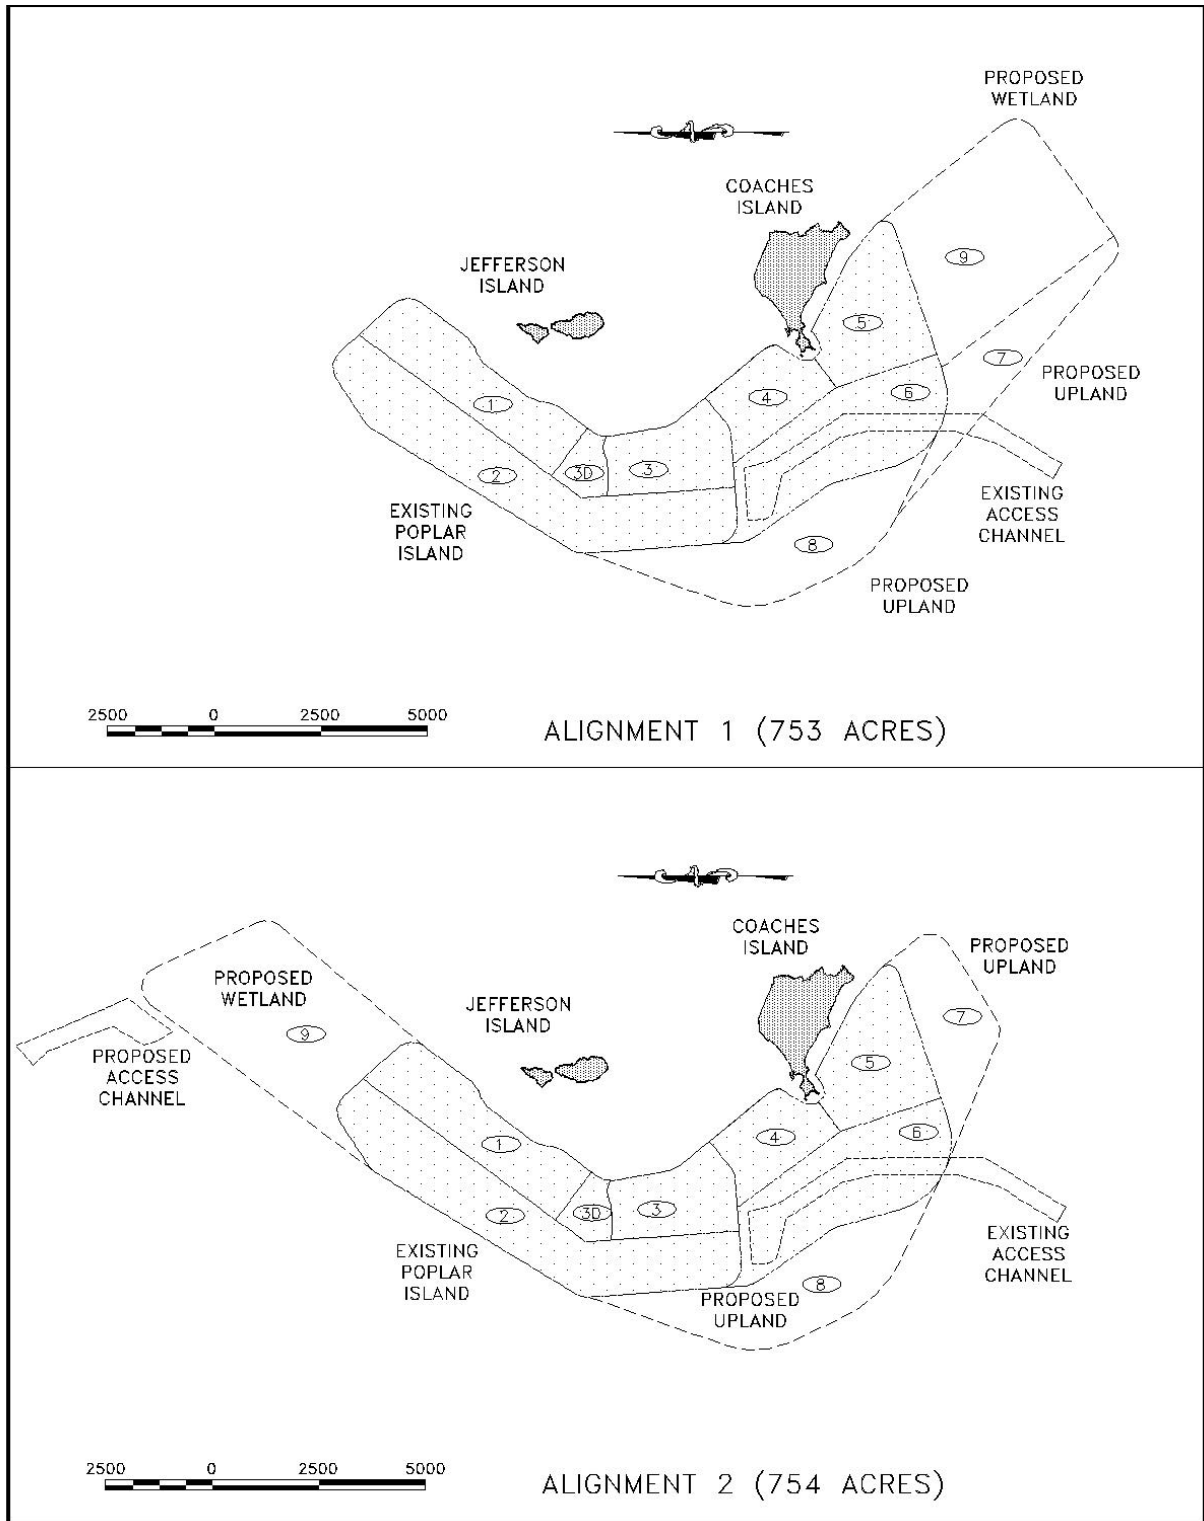 PROPOSED
WETLAND
COACHES
ISLAND
JEFFERSON
ISLAND
9
5
7
PROPOSED
UPLAND
6
4
1
3D
3
2
EXISTING
POPLAR
ISLAND
EXISTING
ACCESS
CHANNEL
8
PROPOSED
UPLAND
2500 0 2500 5000
ALIGNMENT 1 (753 ACRES)
COACHES
ISLAND
PROPOSED
UPLAND
PROPOSED
WETLAND
JEFFERSON
ISLAND
7
9
PROPOSED
ACCESS
CHANNEL
5
6
4
1
3D
3
2
EXISTING
POPLAR
ISLAND
EXISTING
ACCESS
CHANNEL
8
PROPOSED
UPLAND
2500 0 2500 5000
ALIGNMENT 2 (754 ACRES)